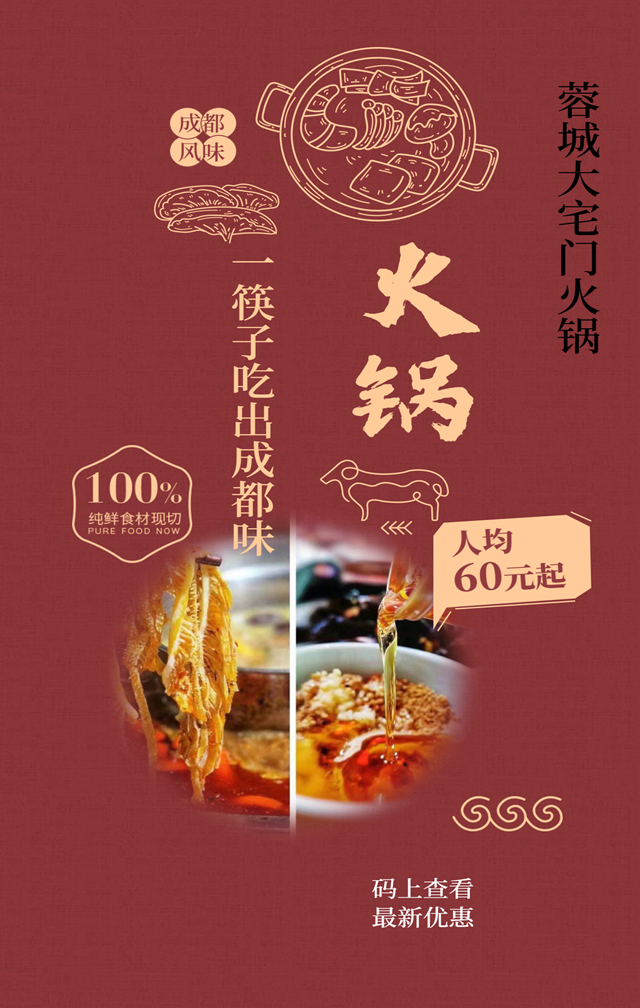 蓉城大宅门火锅
成都
风味
火锅
一筷子吃出成都味
100%
纯鲜食材现切
PURE FOOD NOW
人均
60元起
码上查看
最新优惠